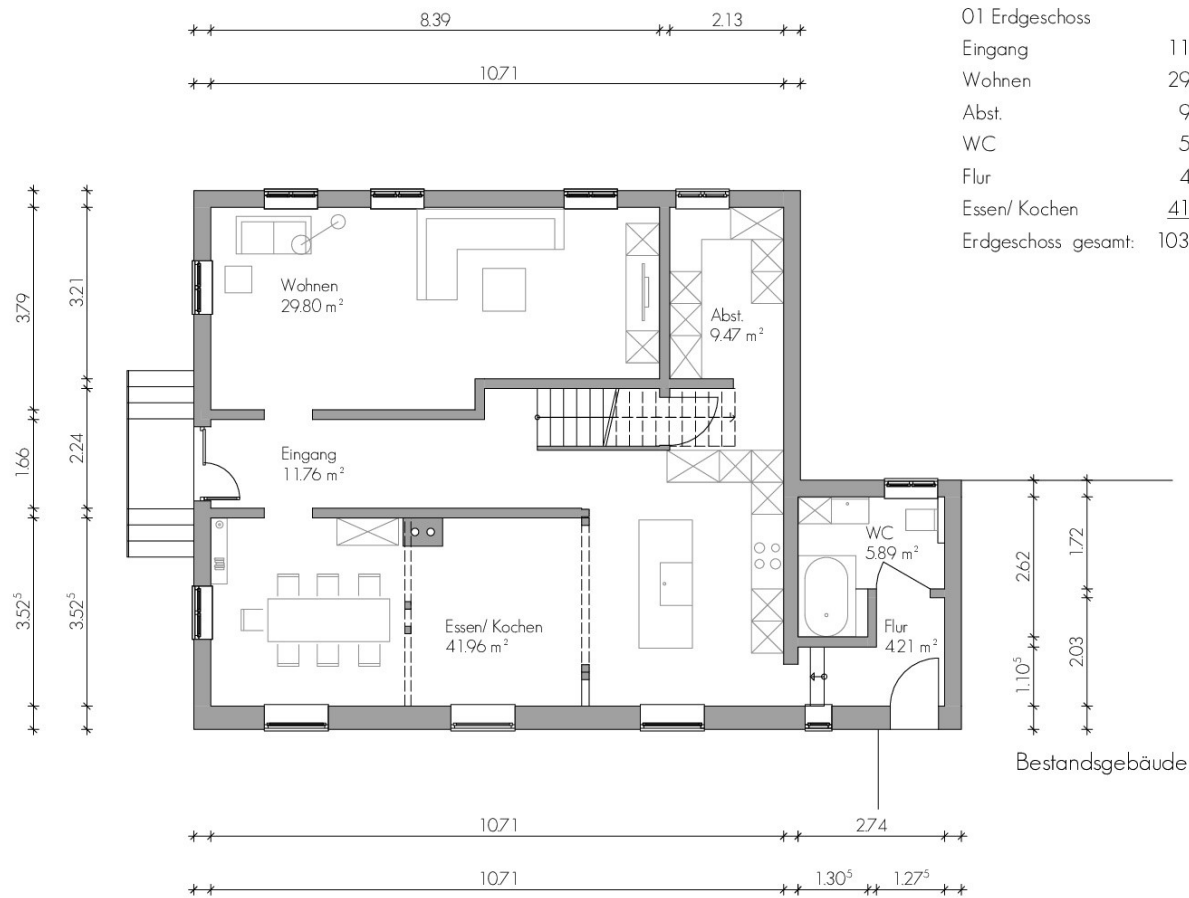 8.39 2.13
10.71
01 Erdgeschoss
Eingang 11
Wohnen 29
Abst. 9
WC 5
Flur 4
Essen/ Kochen 41
Erdgeschoss gesamt: 103
Wohnen
29.80 m²
Abst.
9.47 m²
Eingang
11.76 m²
WC
5.89 m²
Essen/ Kochen
41.96 m²
Flur
4.21 m²
3.79
1.66
3.52⁵
3.21
2.24
3.52⁵
2.62
1.10⁵
1.72
2.03
Bestandsgebäude
10.71 2.74
10.71 1.30⁵ 1.27⁵